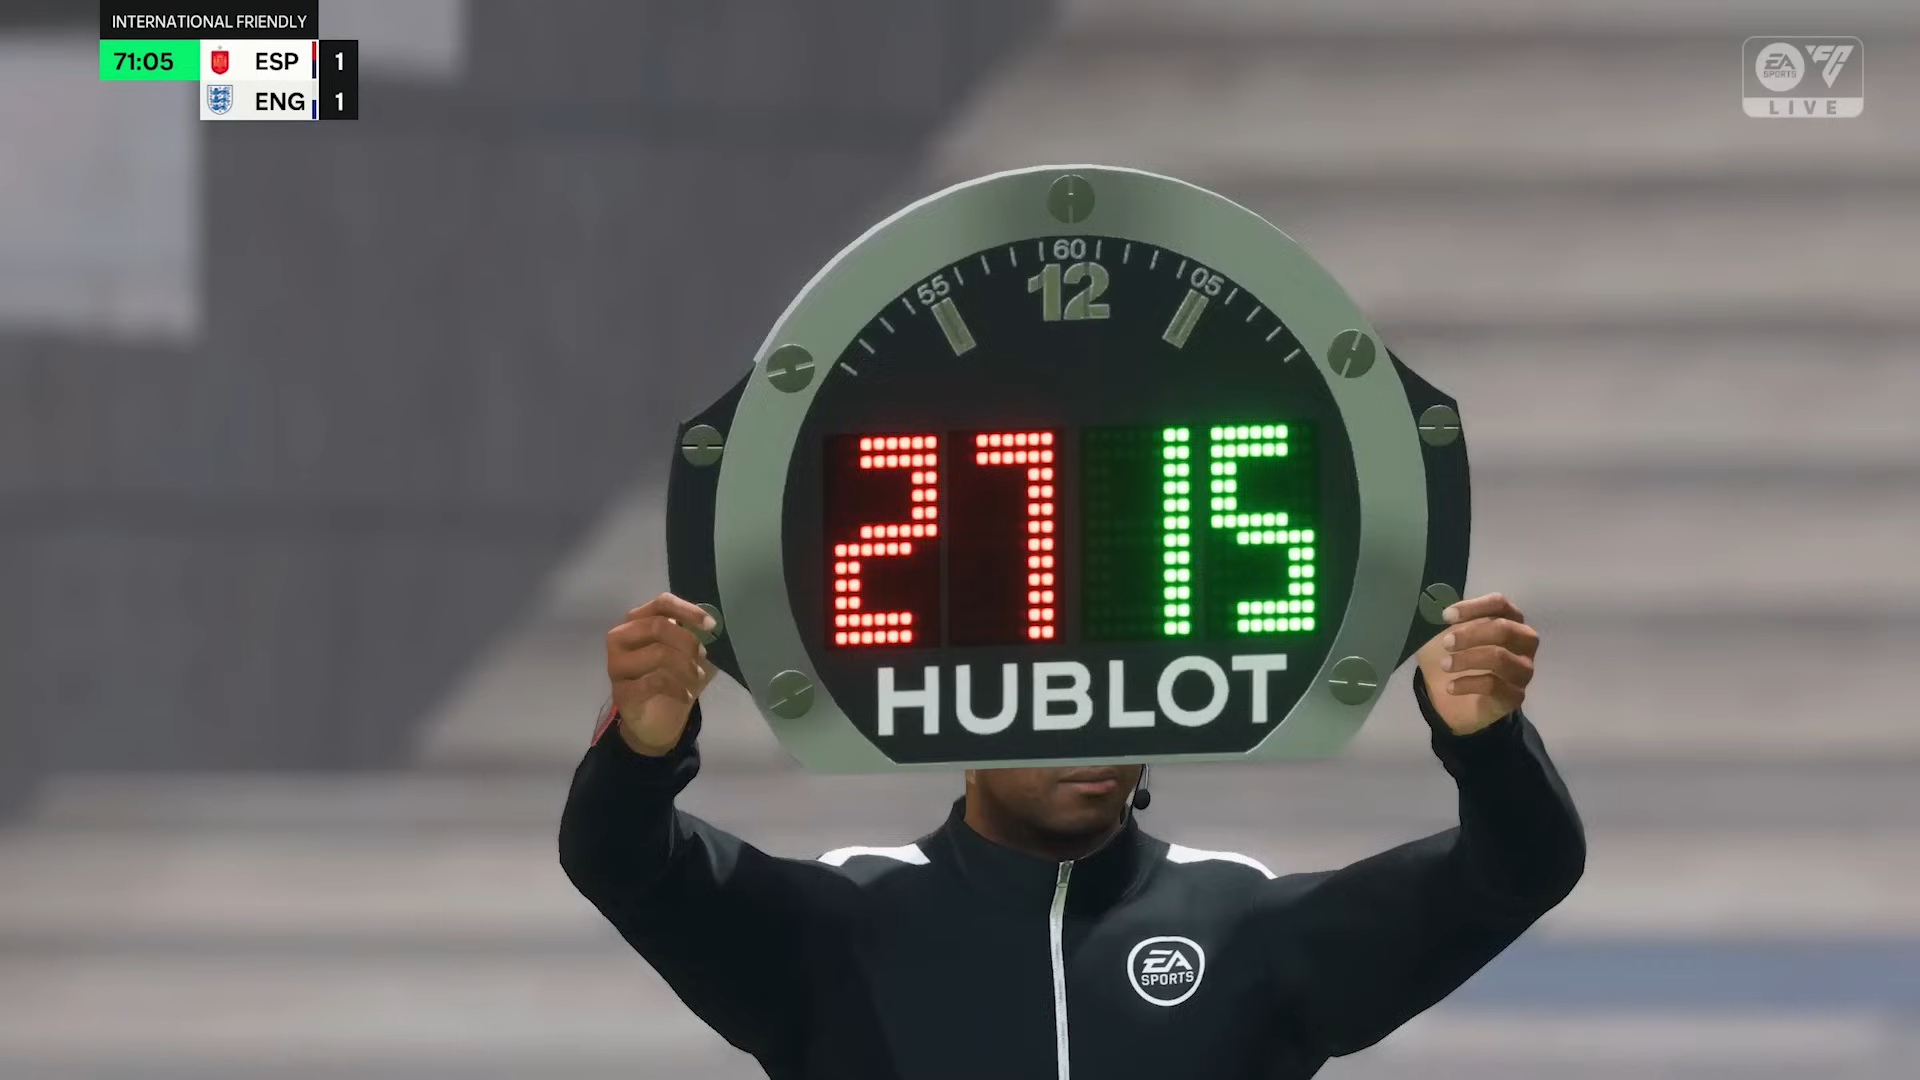 INTERNATIONAL FRIENDLY
71:05 ESP 1
ENG 1
EA SPORTS FC
LIVE
55 60 05
12
27 15
HUBLOT
EA SPORTS